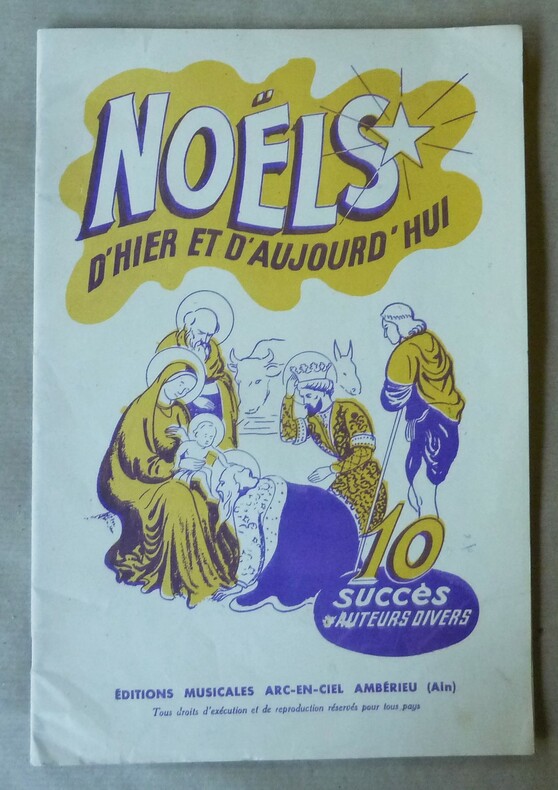 NOËLS
D'HIER ET D'AUJOURD'HUI
10
SUCCÈS
D'AUTEURS DIVERS
ÉDITIONS MUSICALES ARC-EN-CIEL AMBÉRIEU (Ain)
Tous droits d'exécution et de reproduction réservés pour tous pays